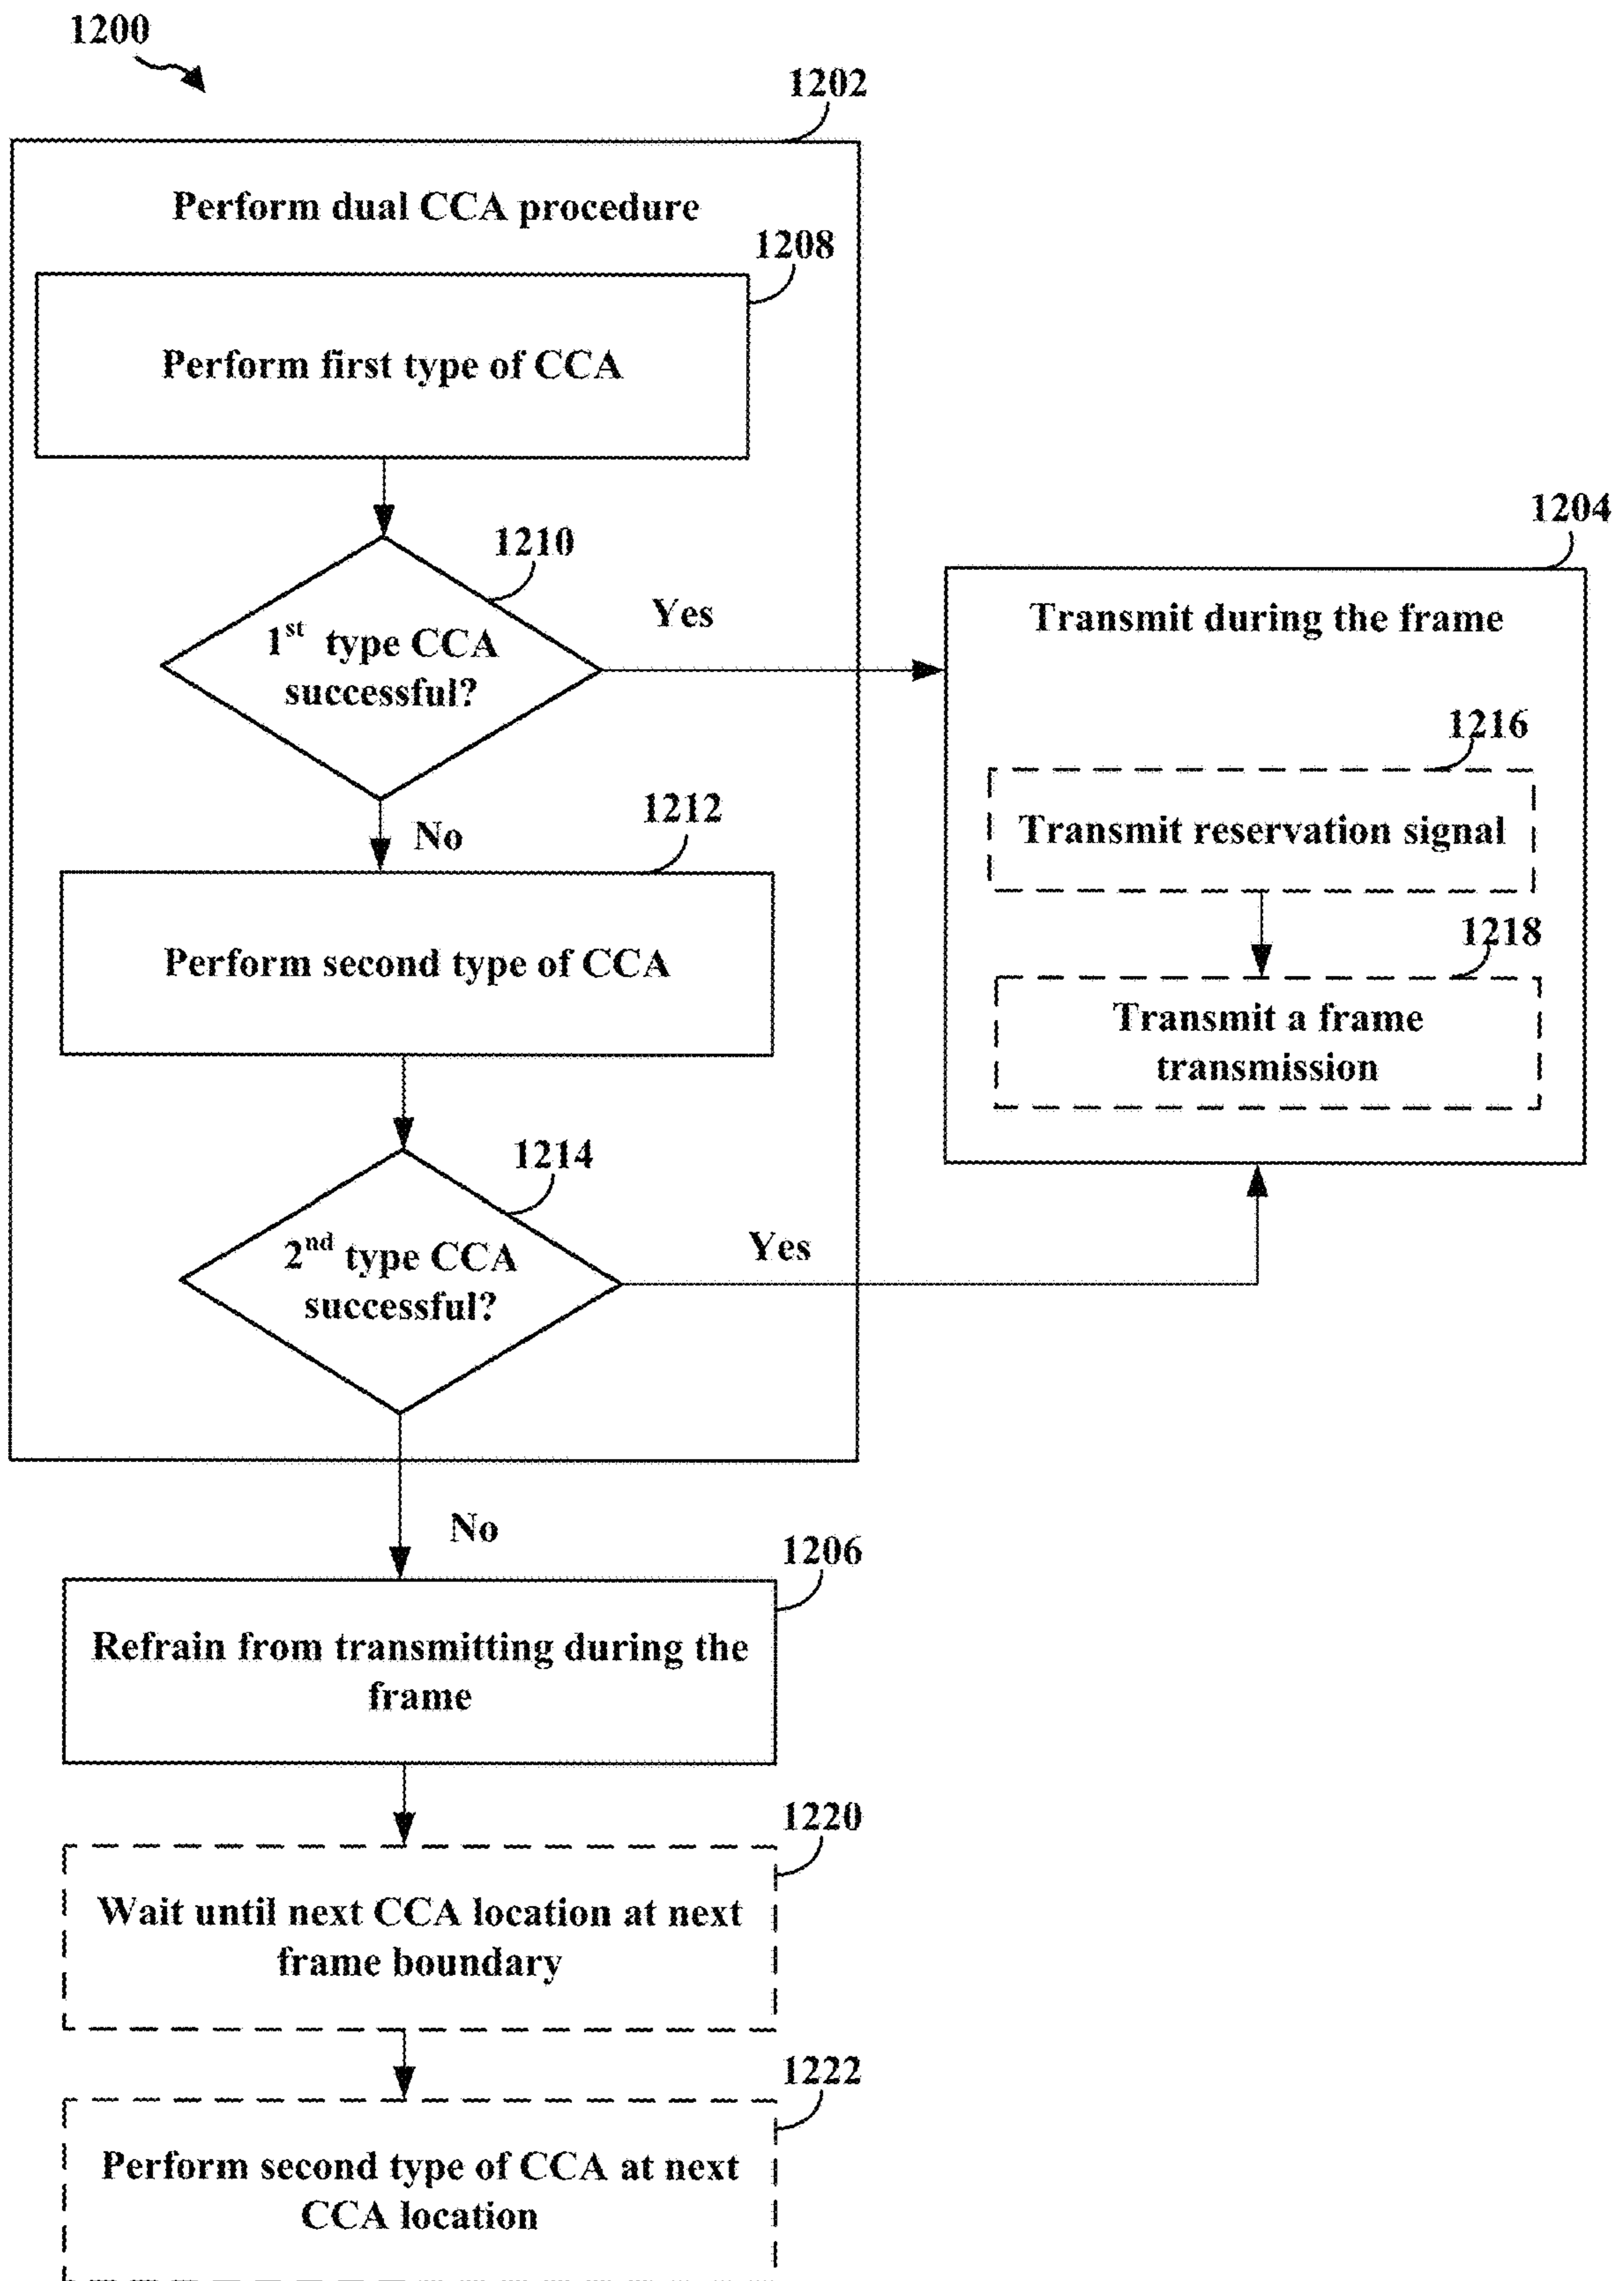 1200
1202
Perform dual CCA procedure
1208
Perform first type of CCA
1204
1210
Yes
Transmit during the frame
1st type CCA
successful?
1216
Transmit reservation signal
1212
No
1218
Perform second type of CCA
Transmit a frame
transmission
1214
Yes
2nd type CCA
successful?
No
1206
Refrain from transmitting during the
frame
1220
Wait until next CCA location at next
frame boundary
1222
Perform second type of CCA at next
CCA location